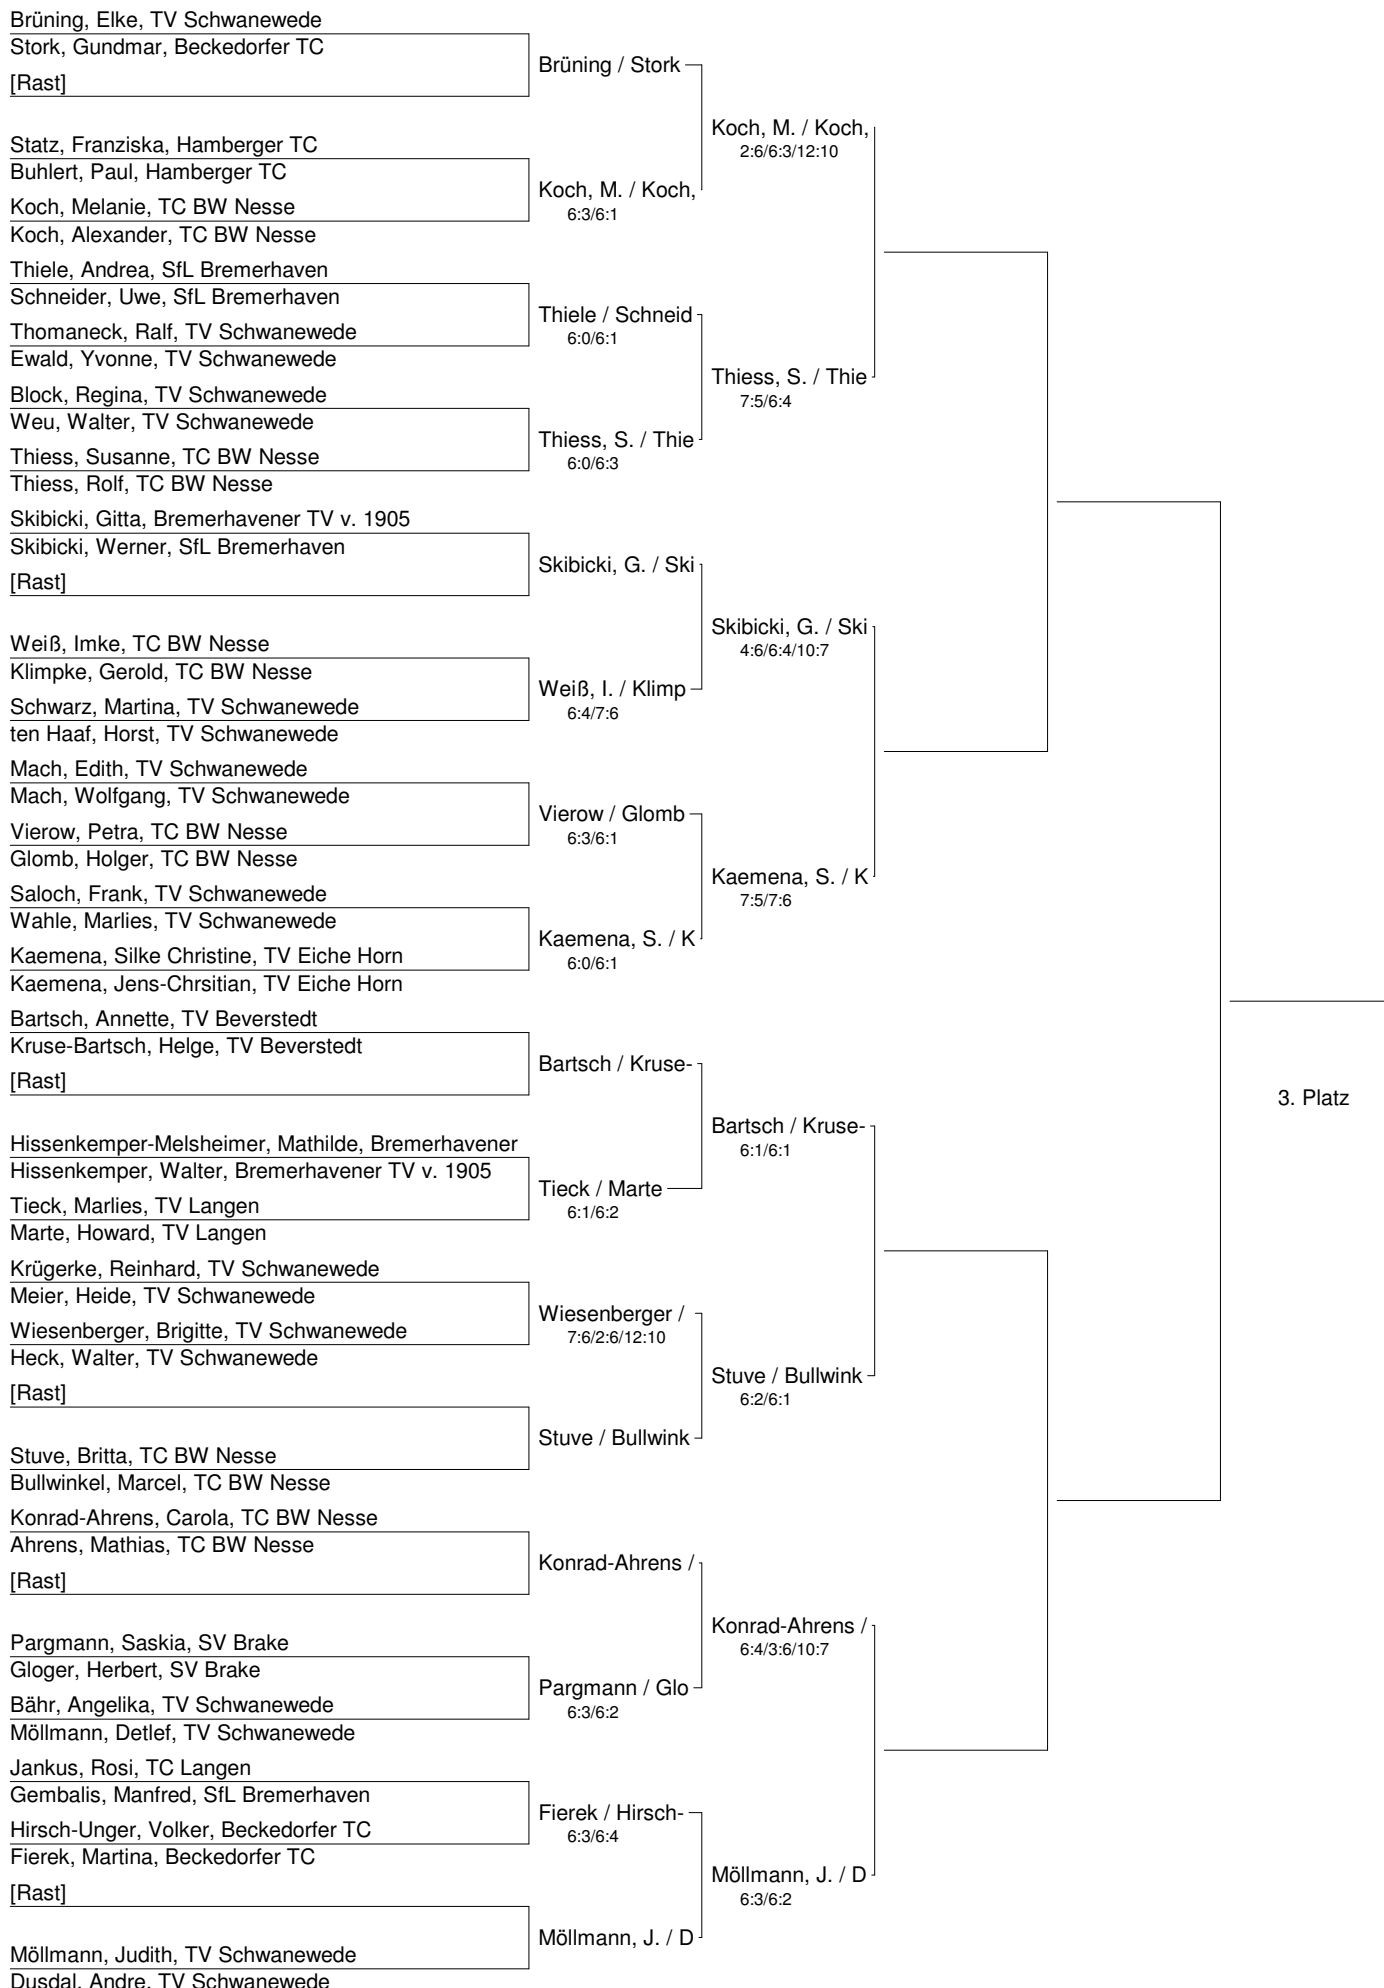 Brüning, Elke, TV Schwanewede
Stork, Gundmar, Beckedorfer TC
Brüning / Stork
[Rast]
Koch, M. / Koch,
2:6/6:3/12:10
Statz, Franziska, Hamberger TC
Buhlert, Paul, Hamberger TC
Koch, M. / Koch,
6:3/6:1
Koch, Melanie, TC BW Nesse
Koch, Alexander, TC BW Nesse
Thiele, Andrea, SfL Bremerhaven
Schneider, Uwe, SfL Bremerhaven
Thiele / Schneid
6:0/6:1
Thomaneck, Ralf, TV Schwanewede
Ewald, Yvonne, TV Schwanewede
Thiess, S. / Thie
7:5/6:4
Block, Regina, TV Schwanewede
Weu, Walter, TV Schwanewede
Thiess, S. / Thie
6:0/6:3
Thiess, Susanne, TC BW Nesse
Thiess, Rolf, TC BW Nesse
Skibicki, Gitta, Bremerhavener TV v. 1905
Skibicki, Werner, SfL Bremerhaven
Skibicki, G. / Ski
[Rast]
Skibicki, G. / Ski
4:6/6:4/10:7
Weiß, Imke, TC BW Nesse
Klimpke, Gerold, TC BW Nesse
Weiß, I. / Klimp
6:4/7:6
Schwarz, Martina, TV Schwanewede
ten Haaf, Horst, TV Schwanewede
Mach, Edith, TV Schwanewede
Mach, Wolfgang, TV Schwanewede
Vierow / Glomb
6:3/6:1
Vierow, Petra, TC BW Nesse
Glomb, Holger, TC BW Nesse
Kaemena, S. / K
7:5/7:6
Saloch, Frank, TV Schwanewede
Wahle, Marlies, TV Schwanewede
Kaemena, S. / K
6:0/6:1
Kaemena, Silke Christine, TV Eiche Horn
Kaemena, Jens-Chrsitian, TV Eiche Horn
Bartsch, Annette, TV Beverstedt
Kruse-Bartsch, Helge, TV Beverstedt
Bartsch / Kruse-
[Rast]
3. Platz
Bartsch / Kruse-
6:1/6:1
Hissenkemper-Melsheimer, Mathilde, Bremerhavener
Hissenkemper, Walter, Bremerhavener TV v. 1905
Tieck / Marte
6:1/6:2
Tieck, Marlies, TV Langen
Marte, Howard, TV Langen
Krügerke, Reinhard, TV Schwanewede
Meier, Heide, TV Schwanewede
Wiesenberger /
7:6/2:6/12:10
Wiesenberger, Brigitte, TV Schwanewede
Heck, Walter, TV Schwanewede
Stuve / Bullwink
6:2/6:1
[Rast]
Stuve / Bullwink
Stuve, Britta, TC BW Nesse
Bullwinkel, Marcel, TC BW Nesse
Konrad-Ahrens, Carola, TC BW Nesse
Ahrens, Mathias, TC BW Nesse
Konrad-Ahrens /
[Rast]
Konrad-Ahrens /
6:4/3:6/10:7
Pargmann, Saskia, SV Brake
Gloger, Herbert, SV Brake
Pargmann / Glo
6:3/6:2
Bähr, Angelika, TV Schwanewede
Möllmann, Detlef, TV Schwanewede
Jankus, Rosi, TC Langen
Gembalis, Manfred, SfL Bremerhaven
Fierek / Hirsch-
6:3/6:4
Hirsch-Unger, Volker, Beckedorfer TC
Fierek, Martina, Beckedorfer TC
Möllmann, J. / D
6:3/6:2
[Rast]
Möllmann, J. / D
Möllmann, Judith, TV Schwanewede
Dusdal, Andre, TV Schwanewede